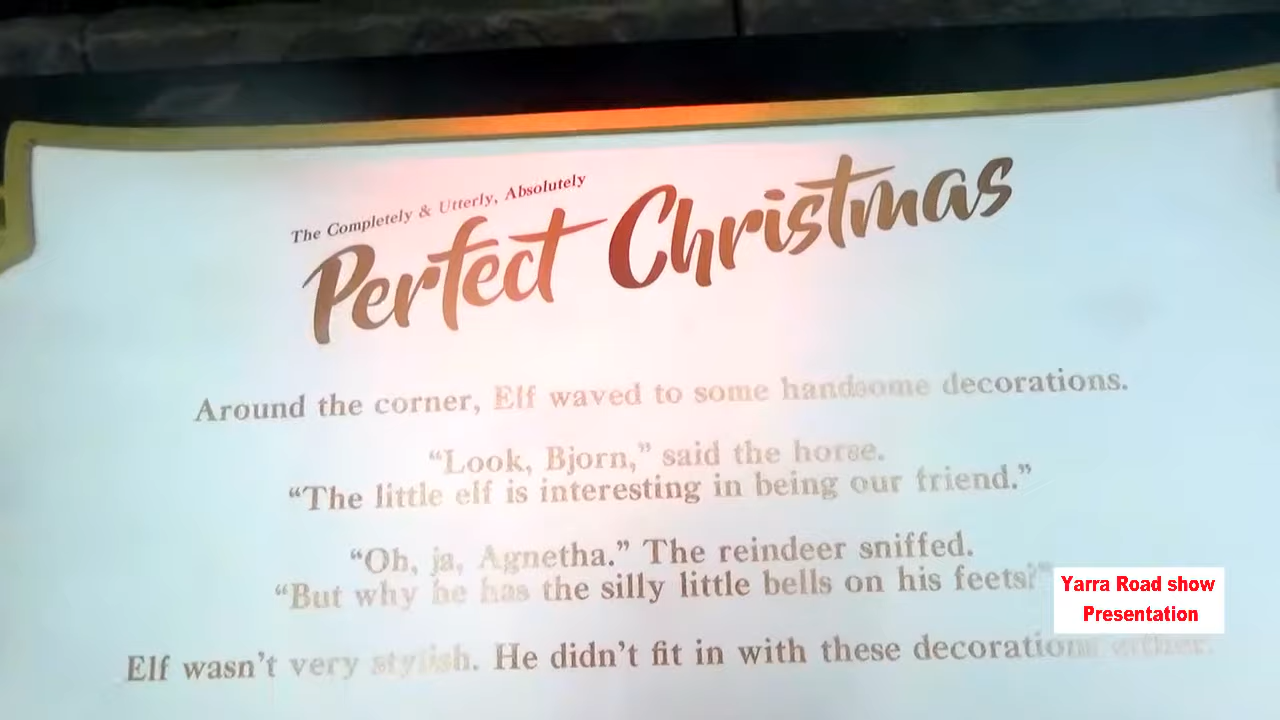 The Completely & Utterly, Absolutely
Perfect Christmas
Around the corner, Elf waved to some handsome decorations.
“Look, Bjorn,” said the horse.
“The little elf is interesting in being our friend.”
“Oh, ja, Agnetha.” The reindeer sniffed.
“But why he has the silly little bells on his feets?”
Yarra Road show
Presentation
Elf wasn’t very stylish. He didn’t fit in with these decorations either.